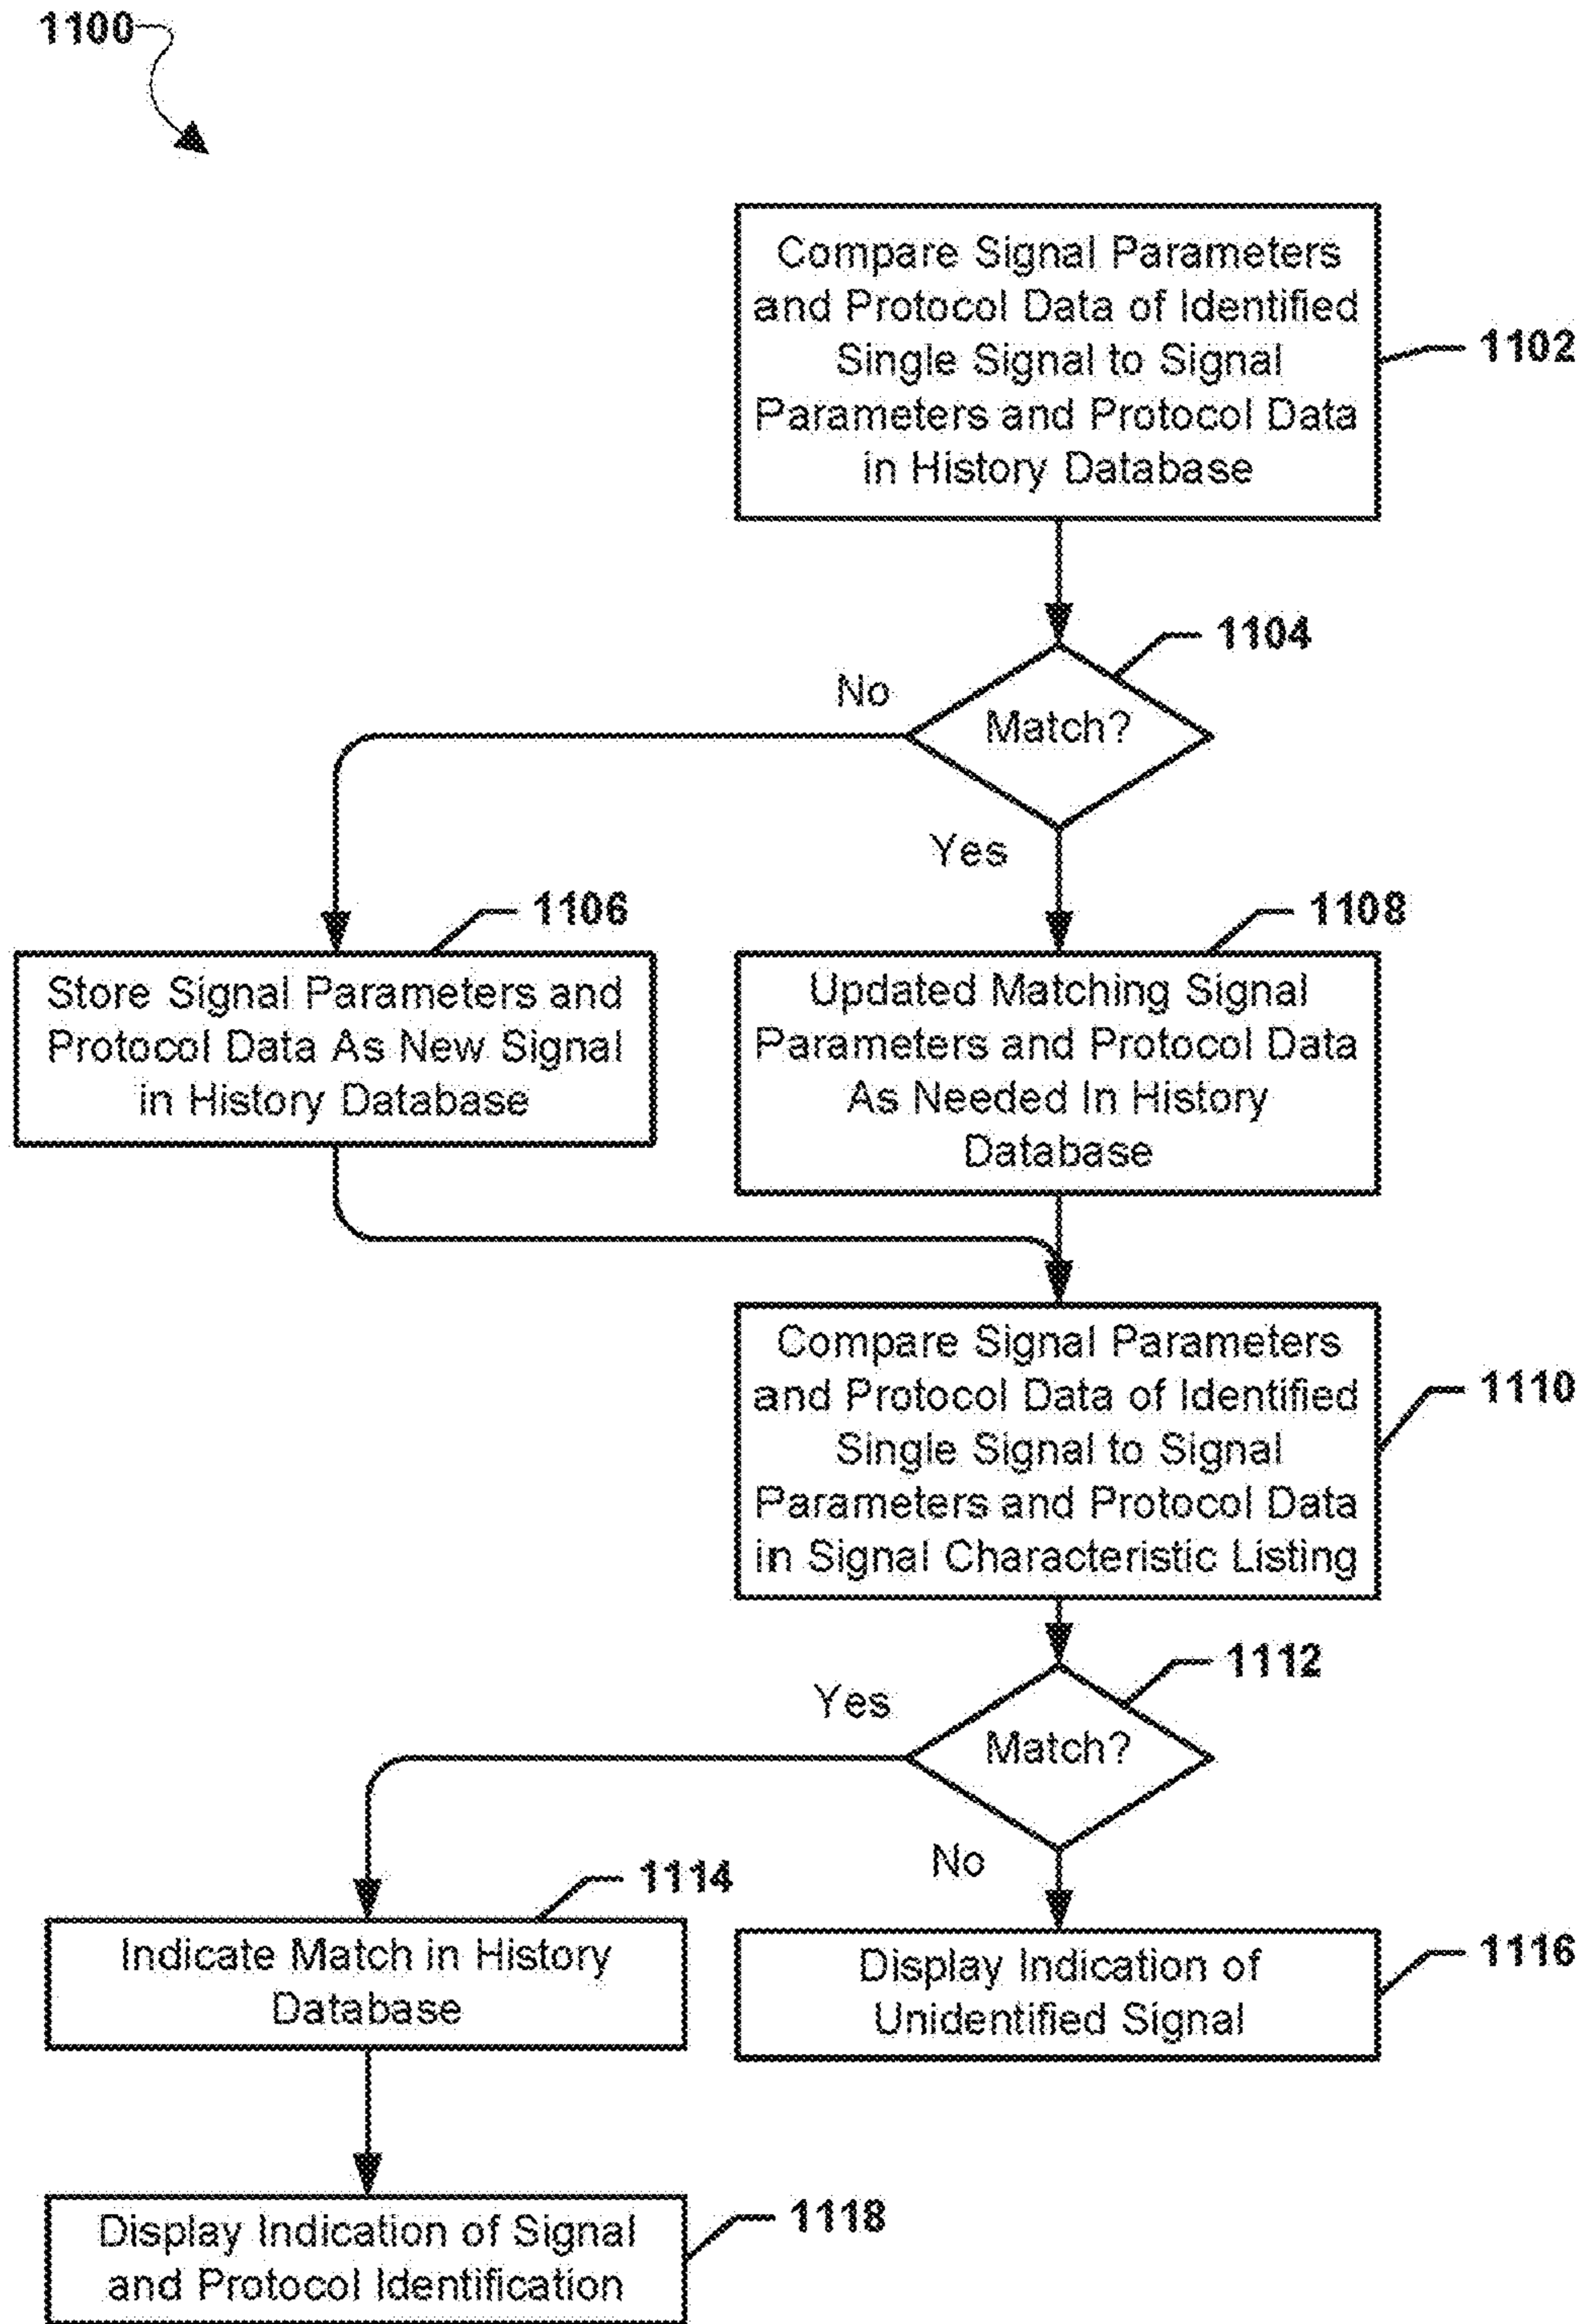 1100
Compare Signal Parameters
and Protocol Data of Identified
Single Signal to Signal
Parameters and Protocol Data
in History Database
1102
1104
No
Match?
Yes
1106
1108
Store Signal Parameters and
Protocol Data As New Signal
in History Database
Updated Matching Signal
Parameters and Protocol Data
As Needed In History
Database
Compare Signal Parameters
and Protocol Data of Identified
Single Signal to Signal
Parameters and Protocol Data
in Signal Characteristic Listing
1110
1112
Yes
Match?
No
1114
Indicate Match in History
Database
Display Indication of
Unidentified Signal
1116
Display Indication of Signal
and Protocol Identification
1118